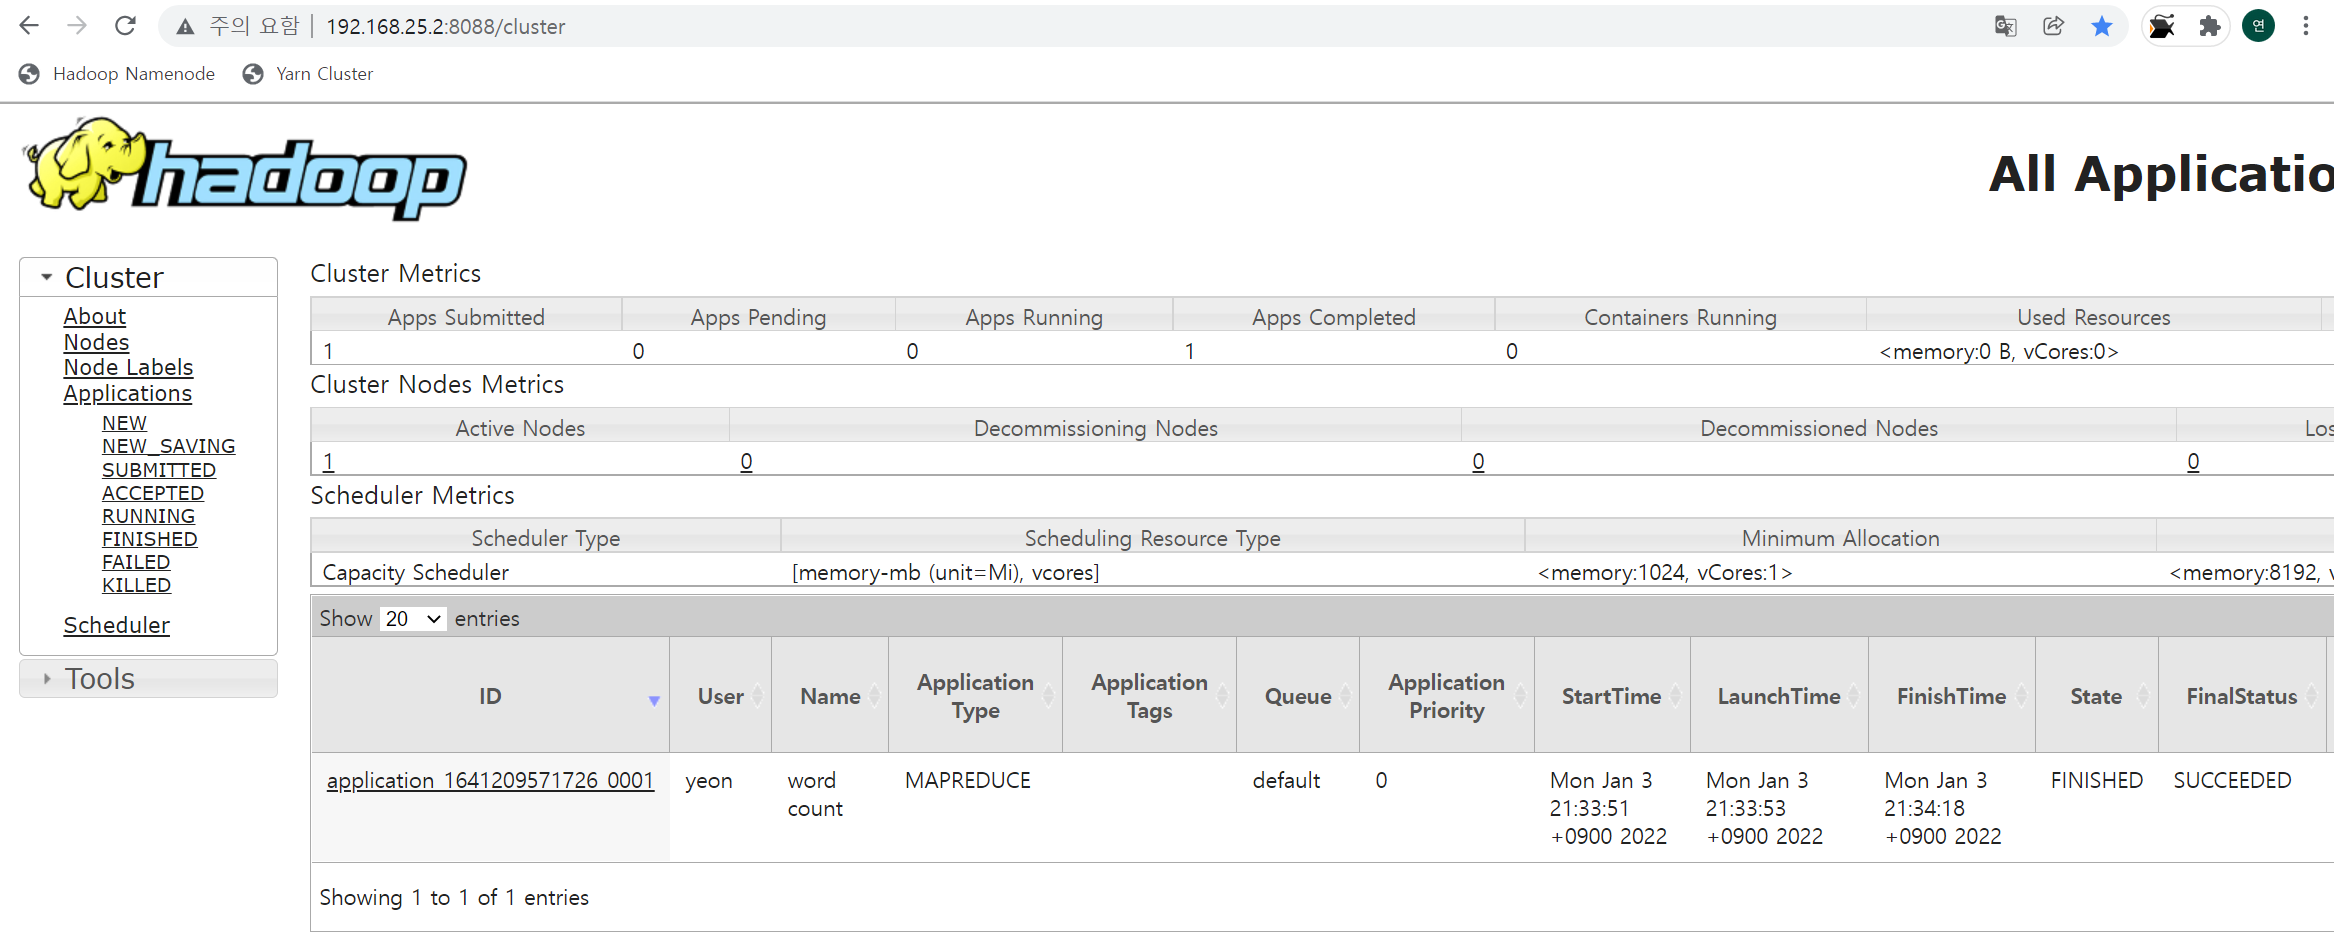 주의 요함 | 192.168.25.2:8088/cluster 연
Hadoop Namenode Yarn Cluster
hadoop
All Applicatio
Cluster
About
Nodes
Node Labels
Applications
NEW
NEW_SAVING
SUBMITTED
ACCEPTED
RUNNING
FINISHED
FAILED
KILLED
Scheduler
Tools
Cluster Metrics
Apps Submitted Apps Pending Apps Running Apps Completed Containers Running Used Resources
1 0 0 1 0 <memory:0 B, vCores:0>
Cluster Nodes Metrics
Active Nodes Decommissioning Nodes Decommissioned Nodes Los
1 0 0 0
Scheduler Metrics
Scheduler Type Scheduling Resource Type Minimum Allocation
Capacity Scheduler [memory-mb (unit=Mi), vcores] <memory:1024, vCores:1> <memory:8192, v
Show 20 entries
ID User Name Application Type Application Tags Queue Application Priority StartTime LaunchTime FinishTime State FinalStatus
application_1641209571726_0001 yeon word MAPREDUCE default 0 Mon Jan 3 Mon Jan 3 Mon Jan 3 FINISHED SUCCEEDED
count 21:33:51 21:33:53 21:34:18
+0900 2022 +0900 2022 +0900 2022
Showing 1 to 1 of 1 entries